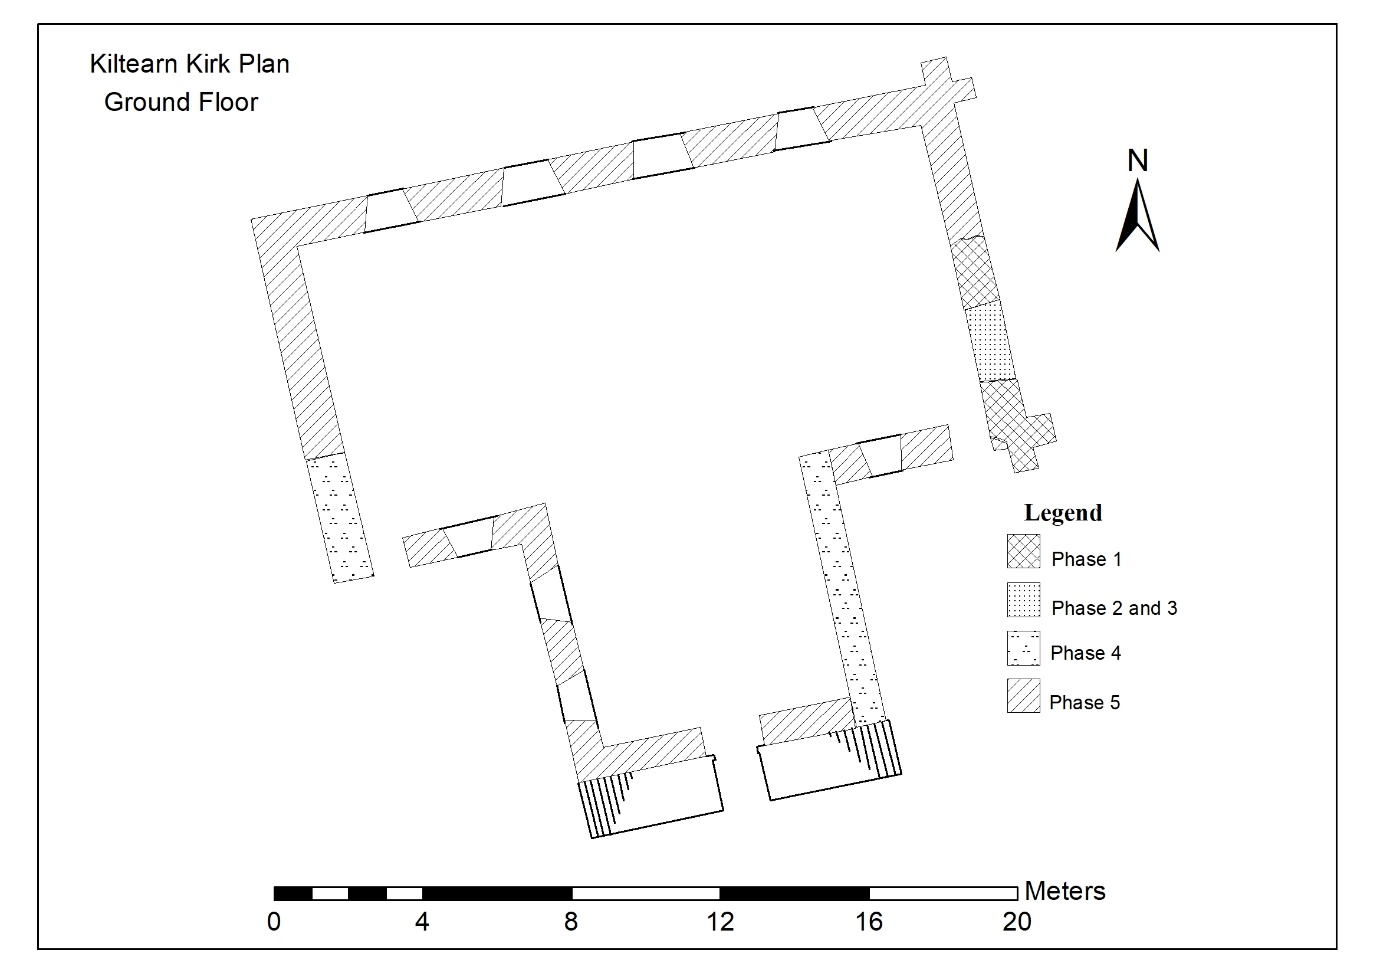 Kiltearn Kirk Plan
Ground Floor
N
Legend
Phase 1
Phase 2 and 3
Phase 4
Phase 5
Meters
0 4 8 12 16 20